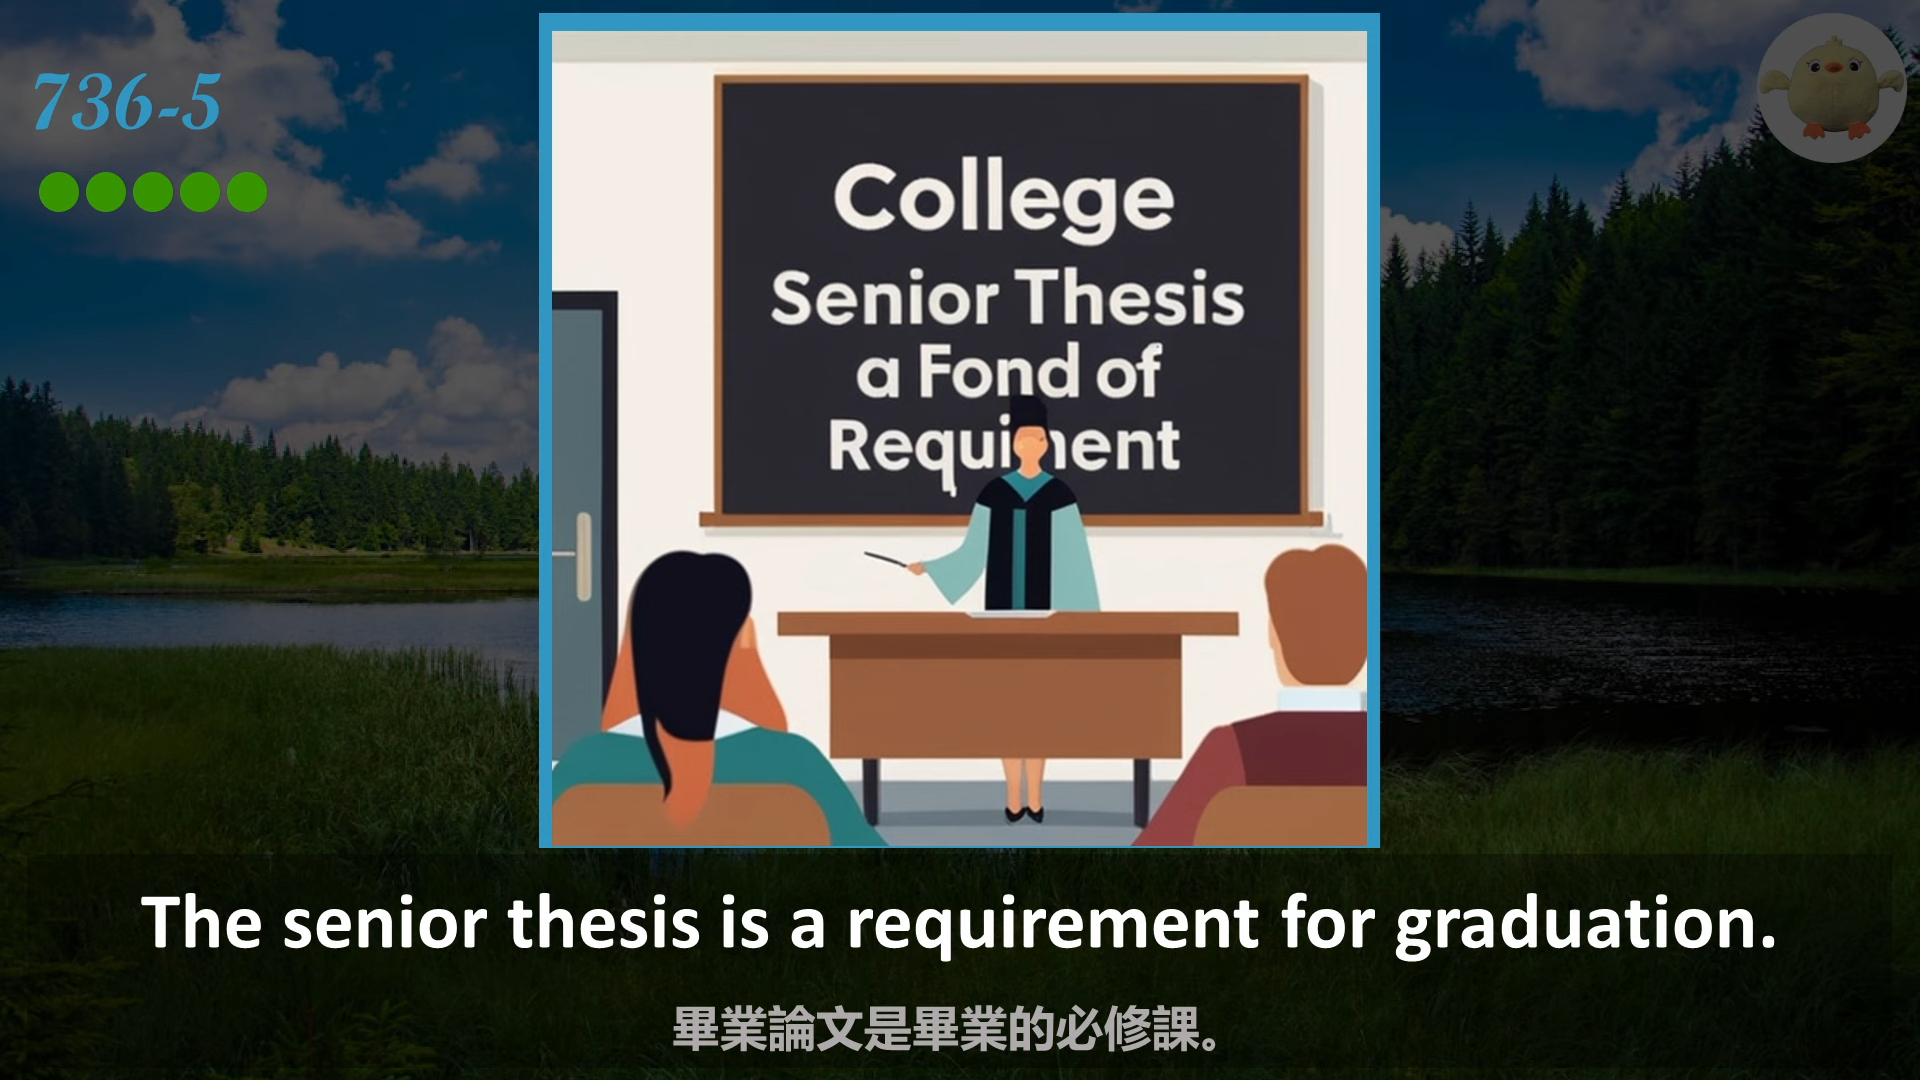 736-5
College
Senior Thesis
a Fond of
The senior thesis is a requirement for graduation.
畢業論文是畢業的必修課。